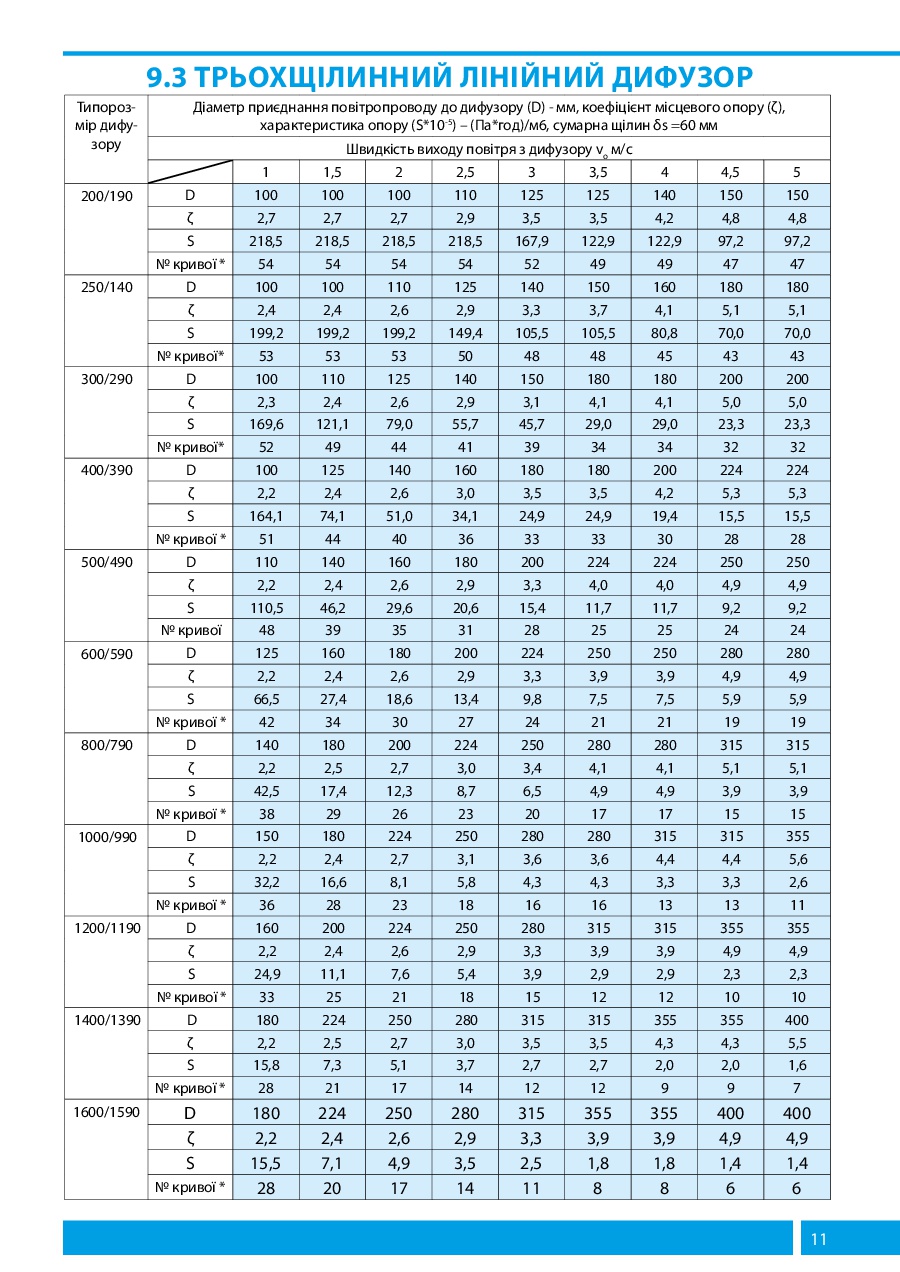 9.3 ТРЬОХЩІЛИННИЙ ЛІНІЙНИЙ ДИФУЗОР
Типороз-
мір дифу-
зору
Діаметр приєднання повітропроводу до дифузору (D) - мм, коефіцієнт місцевого опору (ζ),
характеристика опору (S*10⁻⁵) – (Па*год)/м6, сумарна щілин δs =60 мм
Швидкість виходу повітря з дифузору vₒ м/с
1 1,5 2 2,5 3 3,5 4 4,5 5
200/190 D 100 100 100 110 125 125 140 150 150
ζ 2,7 2,7 2,7 2,9 3,5 3,5 4,2 4,8 4,8
S 218,5 218,5 218,5 218,5 167,9 122,9 122,9 97,2 97,2
№ кривої * 54 54 54 54 52 49 49 47 47
250/140 D 100 100 110 125 140 150 160 180 180
ζ 2,4 2,4 2,6 2,9 3,3 3,7 4,1 5,1 5,1
S 199,2 199,2 199,2 149,4 105,5 105,5 80,8 70,0 70,0
№ кривої* 53 53 53 50 48 48 45 43 43
300/290 D 100 110 125 140 150 180 180 200 200
ζ 2,3 2,4 2,6 2,9 3,1 4,1 4,1 5,0 5,0
S 169,6 121,1 79,0 55,7 45,7 29,0 29,0 23,3 23,3
№ кривої* 52 49 44 41 39 34 34 32 32
400/390 D 100 125 140 160 180 180 200 224 224
ζ 2,2 2,4 2,6 3,0 3,5 3,5 4,2 5,3 5,3
S 164,1 74,1 51,0 34,1 24,9 24,9 19,4 15,5 15,5
№ кривої * 51 44 40 36 33 33 30 28 28
500/490 D 110 140 160 180 200 224 224 250 250
ζ 2,2 2,4 2,6 2,9 3,3 4,0 4,0 4,9 4,9
S 110,5 46,2 29,6 20,6 15,4 11,7 11,7 9,2 9,2
№ кривої 48 39 35 31 28 25 25 24 24
600/590 D 125 160 180 200 224 250 250 280 280
ζ 2,2 2,4 2,6 2,9 3,3 3,9 3,9 4,9 4,9
S 66,5 27,4 18,6 13,4 9,8 7,5 7,5 5,9 5,9
№ кривої * 42 34 30 27 24 21 21 19 19
800/790 D 140 180 200 224 250 280 280 315 315
ζ 2,2 2,5 2,7 3,0 3,4 4,1 4,1 5,1 5,1
S 42,5 17,4 12,3 8,7 6,5 4,9 4,9 3,9 3,9
№ кривої * 38 29 26 23 20 17 17 15 15
1000/990 D 150 180 224 250 280 280 315 315 355
ζ 2,2 2,4 2,7 3,1 3,6 3,6 4,4 4,4 5,6
S 32,2 16,6 8,1 5,8 4,3 4,3 3,3 3,3 2,6
№ кривої * 36 28 23 18 16 16 13 13 11
1200/1190 D 160 200 224 250 280 315 315 355 355
ζ 2,2 2,4 2,6 2,9 3,3 3,9 3,9 4,9 4,9
S 24,9 11,1 7,6 5,4 3,9 2,9 2,9 2,3 2,3
№ кривої * 33 25 21 18 15 12 12 10 10
1400/1390 D 180 224 250 280 315 315 355 355 400
ζ 2,2 2,5 2,7 3,0 3,5 3,5 4,3 4,3 5,5
S 15,8 7,3 5,1 3,7 2,7 2,7 2,0 2,0 1,6
№ кривої * 28 21 17 14 12 12 9 9 7
1600/1590 D 180 224 250 280 315 355 355 400 400
ζ 2,2 2,4 2,6 2,9 3,3 3,9 3,9 4,9 4,9
S 15,5 7,1 4,9 3,5 2,5 1,8 1,8 1,4 1,4
№ кривої * 28 20 17 14 11 8 8 6 6
11